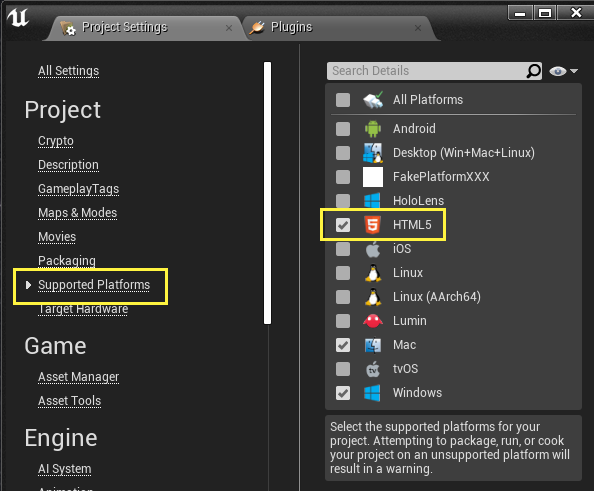 Project Settings
Plugins
All Settings
Project
Crypto
Description
GameplayTags
Maps & Modes
Movies
Packaging
Supported Platforms
Target Hardware
Game
Asset Manager
Asset Tools
Engine
AI System
Animation
Search Details
All Platforms
Android
Desktop (Win+Mac+Linux)
FakePlatformXXX
HoloLens
HTML5
iOS
Linux
Linux (AArch64)
Lumin
Mac
tvOS
Windows
Select the supported platforms for your
project. Attempting to package, run, or cook
your project on an unsupported platform will
result in a warning.